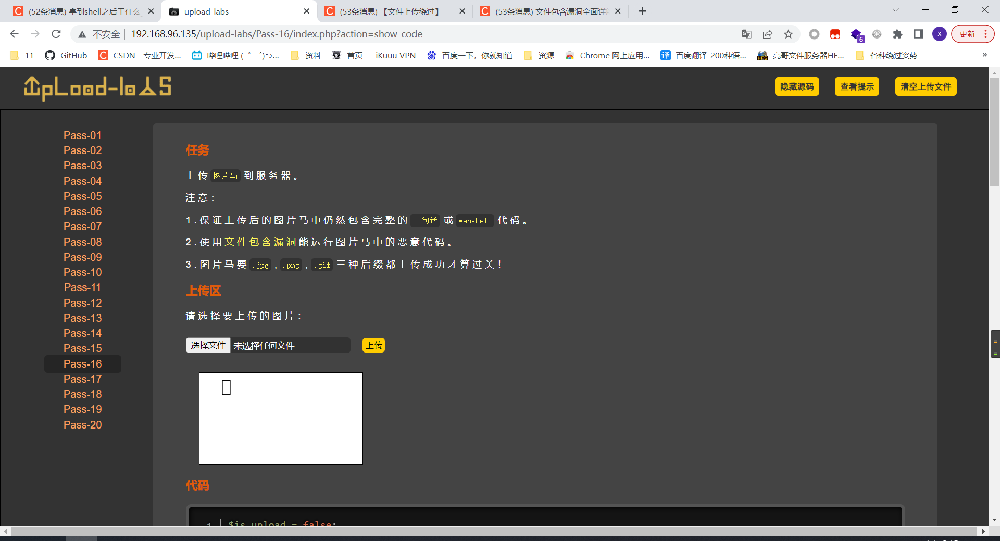 (52条消息) 拿到shell之后干什么
upload-labs
(53条消息) 【文件上传绕过】——
(53条消息) 文件包含漏洞全面详
不安全 192.168.96.135/upload-labs/Pass-16/index.php?action=show_code
6
X
更新
11
GitHub
CSDN - 专业开发...
哔哩哔哩 (゜-゜)つ...
资料
首页 — iKuuu VPN
百度一下，你就知道
资源
Chrome 网上应用...
译 百度翻译-200种语...
HFS 亮哥文件服务器HF...
各种绕过姿势
»
UpLoad-labS
隐藏源码
查看提示
清空上传文件
Pass-01
Pass-02
Pass-03
Pass-04
Pass-05
Pass-06
Pass-07
Pass-08
Pass-09
Pass-10
Pass-11
Pass-12
Pass-13
Pass-14
Pass-15
Pass-16
Pass-17
Pass-18
Pass-19
Pass-20
任务
上传图片马到服务器。
注意：
1.保证上传后的图片马中仍然包含完整的一句话或webshell代码。
2.使用文件包含漏洞能运行图片马中的恶意代码。
3.图片马要.jpg,.png,.gif三种后缀都上传成功才算过关！
上传区
请选择要上传的图片：
选择文件 未选择任何文件
上传
代码
1 $is_upload = false;